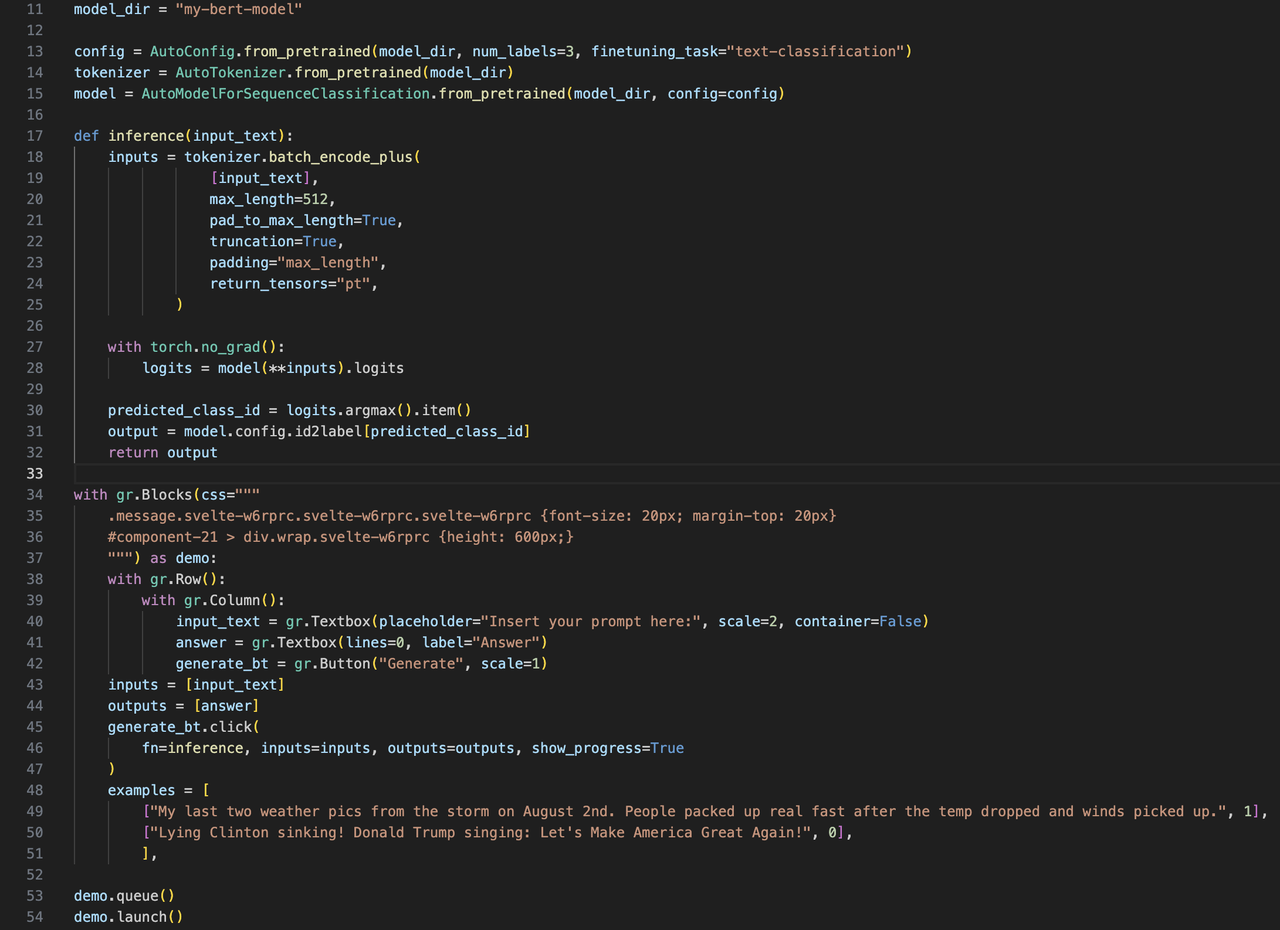 11 model_dir = "my-bert-model"
12
13 config = AutoConfig.from_pretrained(model_dir, num_labels=3, finetuning_task="text-classification")
14 tokenizer = AutoTokenizer.from_pretrained(model_dir)
15 model = AutoModelForSequenceClassification.from_pretrained(model_dir, config=config)
16
17 def inference(input_text):
18     inputs = tokenizer.batch_encode_plus(
19                 [input_text],
20                 max_length=512,
21                 pad_to_max_length=True,
22                 truncation=True,
23                 padding="max_length",
24                 return_tensors="pt",
25             )
26
27     with torch.no_grad():
28         logits = model(**inputs).logits
29
30     predicted_class_id = logits.argmax().item()
31     output = model.config.id2label[predicted_class_id]
32     return output
33
34 with gr.Blocks(css="""
35     .message.svelte-w6rprc.svelte-w6rprc.svelte-w6rprc {font-size: 20px; margin-top: 20px}
36     #component-21 > div.wrap.svelte-w6rprc {height: 600px;}
37     """) as demo:
38     with gr.Row():
39         with gr.Column():
40             input_text = gr.Textbox(placeholder="Insert your prompt here:", scale=2, container=False)
41             answer = gr.Textbox(lines=0, label="Answer")
42             generate_bt = gr.Button("Generate", scale=1)
43     inputs = [input_text]
44     outputs = [answer]
45     generate_bt.click(
46         fn=inference, inputs=inputs, outputs=outputs, show_progress=True
47     )
48     examples = [
49         ["My last two weather pics from the storm on August 2nd. People packed up real fast after the temp dropped and winds picked up.", 1],
50         ["Lying Clinton sinking! Donald Trump singing: Let's Make America Great Again!", 0],
51         ],
52
53 demo.queue()
54 demo.launch()